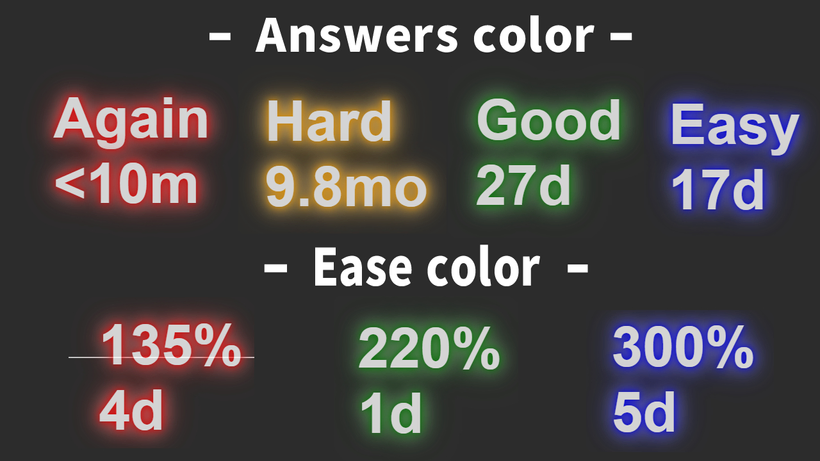 - Answers color -
Again Hard Good Easy
<10m 9.8mo 27d 17d
- Ease color -
135% 220% 300%
4d 1d 5d